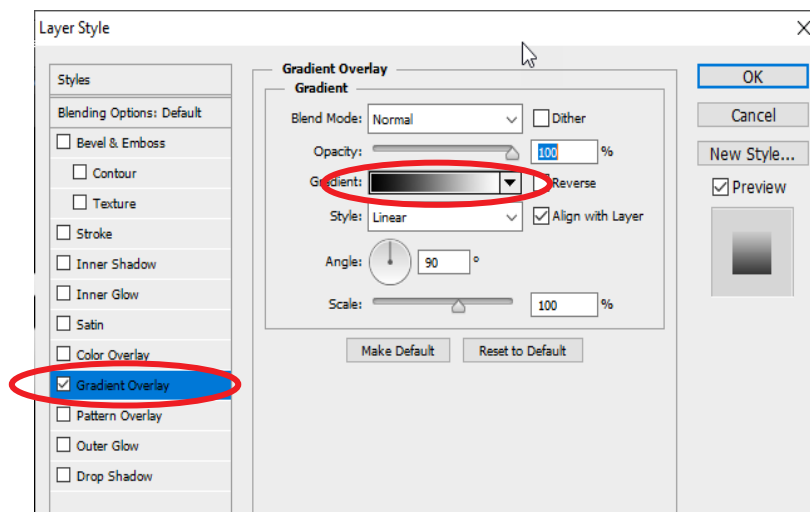 Layer Style
Styles
Blending Options: Default
Bevel & Emboss
Contour
Texture
Stroke
Inner Shadow
Inner Glow
Satin
Color Overlay
Gradient Overlay
Pattern Overlay
Outer Glow
Drop Shadow
Gradient Overlay
Gradient
Blend Mode: Normal Dither
Opacity: 100 %
Gradient: Reverse
Style: Linear Align with Layer
Angle: 90 °
Scale: 100 %
Make Default Reset to Default
OK
Cancel
New Style...
Preview